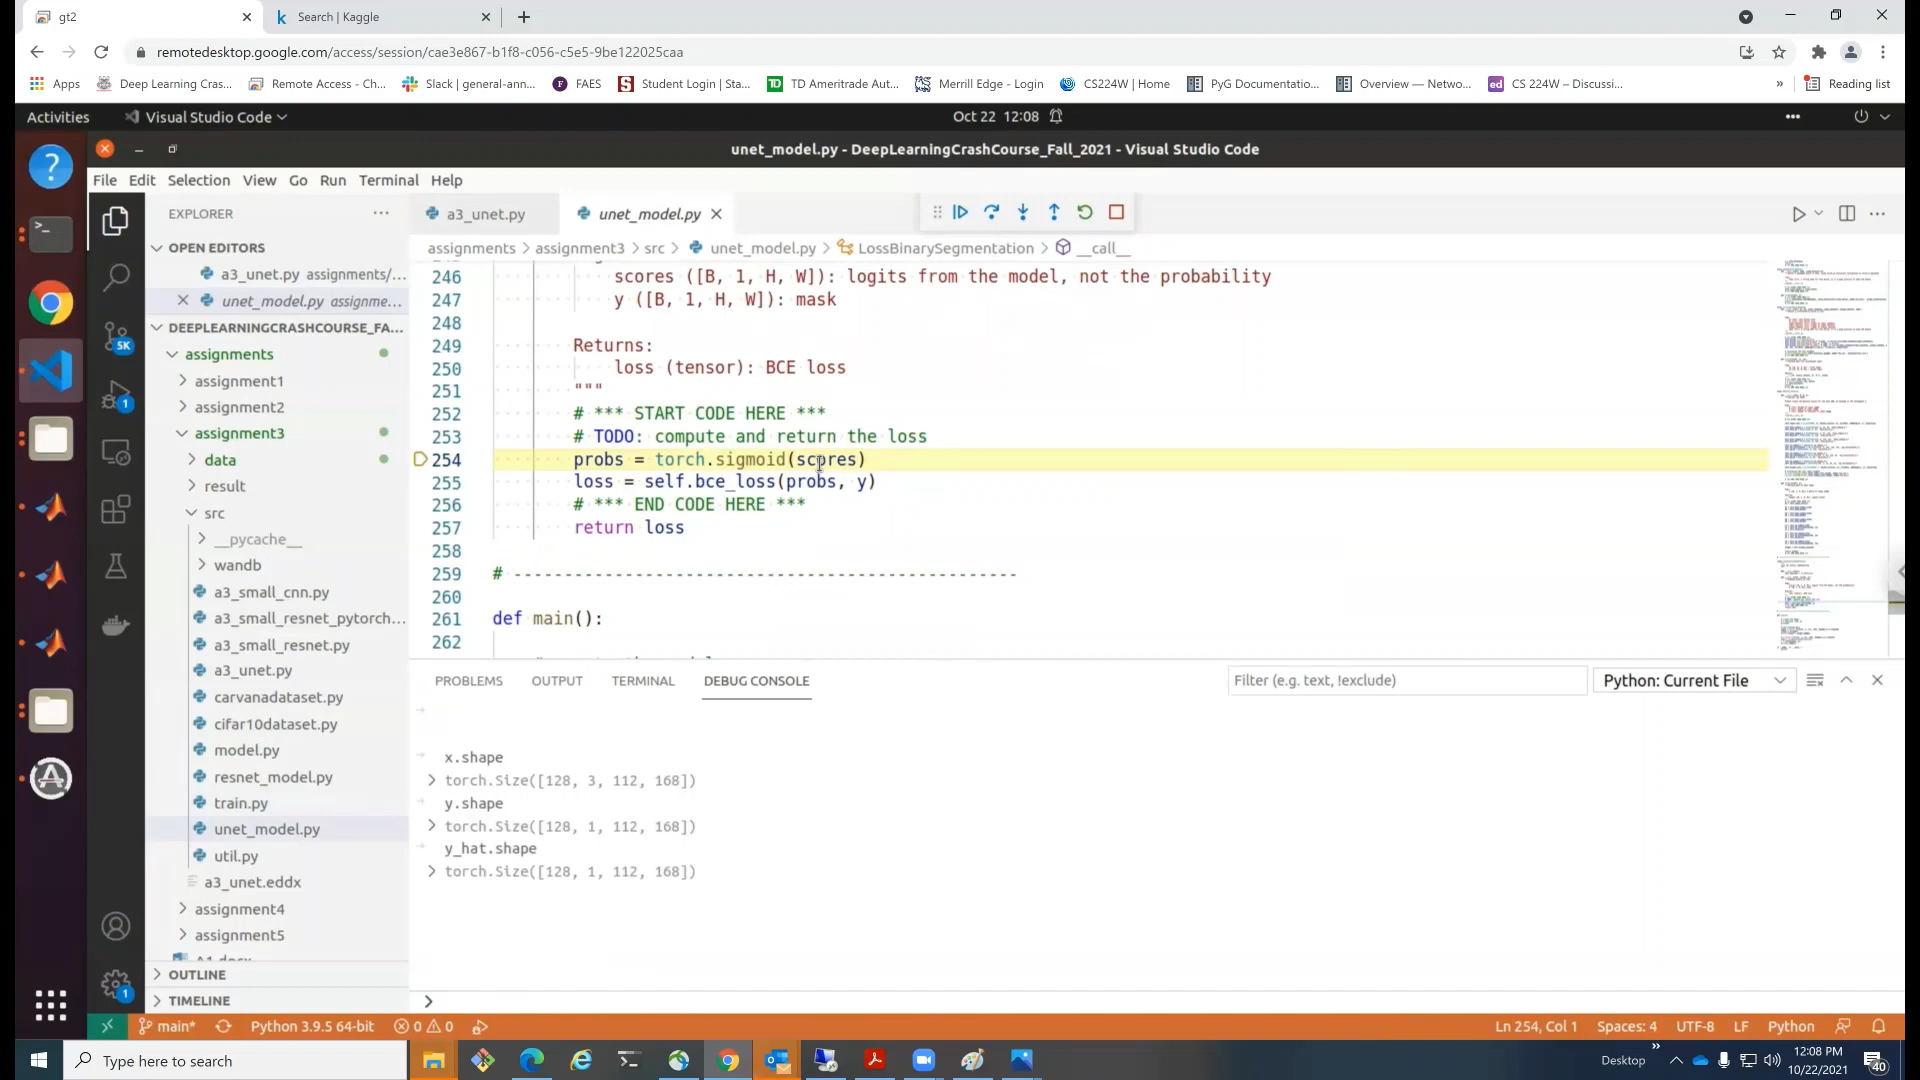 gt2
Search | Kaggle
remotedesktop.google.com/access/session/cae3e867-b1f8-c056-c5e5-9be122025caa
Apps
Deep Learning Cras...
Remote Access - Ch...
Slack | general-ann...
FAES
Student Login | Sta...
TD Ameritrade Aut...
Merrill Edge - Login
CS224W | Home
PyG Documentatio...
Overview — Netwo...
CS 224W – Discussi...
»
Reading list
Activities
Visual Studio Code
Oct 22 12:08
unet_model.py - DeepLearningCrashCourse_Fall_2021 - Visual Studio Code
File Edit Selection View Go Run Terminal Help
EXPLORER
OPEN EDITORS
a3_unet.py assignments/...
unet_model.py assignme...
DEEPLEARNINGCRASHCOURSE_FA...
assignments
assignment1
assignment2
assignment3
data
result
src
__pycache__
wandb
a3_small_cnn.py
a3_small_resnet_pytorch...
a3_small_resnet.py
a3_unet.py
carvanadataset.py
cifar10dataset.py
model.py
resnet_model.py
train.py
unet_model.py
util.py
a3_unet.eddx
assignment4
assignment5
OUTLINE
TIMELINE
5K
1
1
a3_unet.py
unet_model.py
assignments > assignment3 > src > unet_model.py > LossBinarySegmentation > __call__
246 scores ([B, 1, H, W]): logits from the model, not the probability
247 y ([B, 1, H, W]): mask
248
249 Returns:
250 loss (tensor): BCE loss
251 """
252 # *** START CODE HERE ***
253 # TODO: compute and return the loss
254 probs = torch.sigmoid(scores)
255 loss = self.bce_loss(probs, y)
256 # *** END CODE HERE ***
257 return loss
258
259 # -------------------------------------------------
260
261 def main():
262
PROBLEMS OUTPUT TERMINAL DEBUG CONSOLE
Filter (e.g. text, !exclude)
Python: Current File
x.shape
torch.Size([128, 3, 112, 168])
y.shape
torch.Size([128, 1, 112, 168])
y_hat.shape
torch.Size([128, 1, 112, 168])
main*
Python 3.9.5 64-bit
0 0
Ln 254, Col 1
Spaces: 4
UTF-8
LF
Python
Type here to search
Desktop
»
12:08 PM
10/22/2021
40